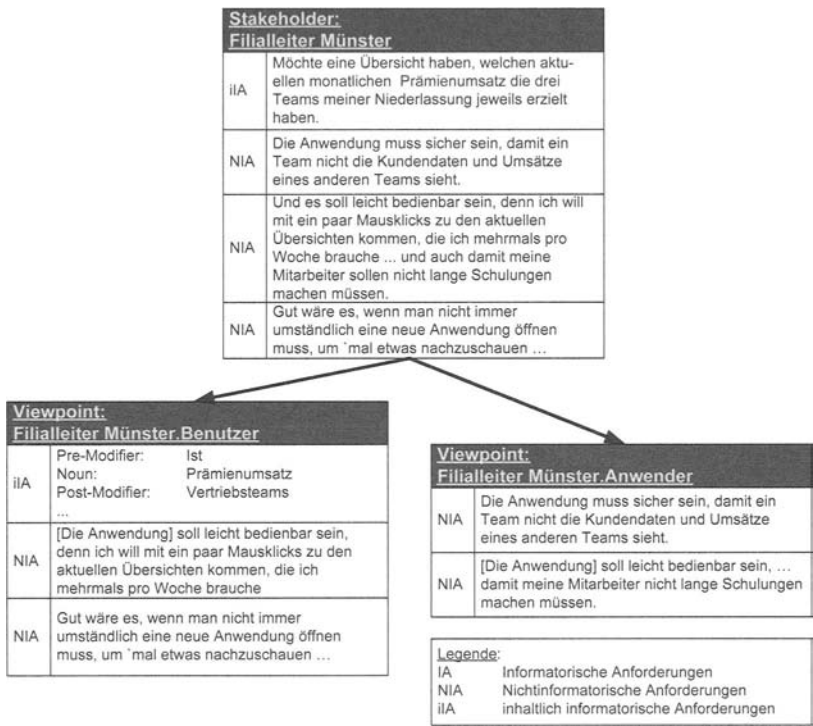 Stakeholder:
Filialleiter Münster
iIA
Möchte eine Übersicht haben, welchen aktu-
ellen monatlichen Prämienumsatz die drei
Teams meiner Niederlassung jeweils erzielt
haben.
NIA
Die Anwendung muss sicher sein, damit ein
Team nicht die Kundendaten und Umsätze
eines anderen Teams sieht.
NIA
Und es soll leicht bedienbar sein, denn ich will
mit ein paar Mausklicks zu den aktuellen
Übersichten kommen, die ich mehrmals pro
Woche brauche ... und auch damit meine
Mitarbeiter sollen nicht lange Schulungen
machen müssen.
NIA
Gut wäre es, wenn man nicht immer
umständlich eine neue Anwendung öffnen
muss, um `mal etwas nachzuschauen ...
Viewpoint:
Filialleiter Münster.Benutzer
iIA
Pre-Modifier: Ist
Noun: Prämienumsatz
Post-Modifier: Vertriebsteams
...
NIA
[Die Anwendung] soll leicht bedienbar sein,
denn ich will mit ein paar Mausklicks zu den
aktuellen Übersichten kommen, die ich
mehrmals pro Woche brauche
NIA
Gut wäre es, wenn man nicht immer
umständlich eine neue Anwendung öffnen
muss, um `mal etwas nachzuschauen ...
Viewpoint:
Filialleiter Münster.Anwender
NIA
Die Anwendung muss sicher sein, damit ein
Team nicht die Kundendaten und Umsätze
eines anderen Teams sieht.
NIA
[Die Anwendung] soll leicht bedienbar sein, ...
damit meine Mitarbeiter nicht lange Schulungen
machen müssen.
Legende:
IA Informatorische Anforderungen
NIA Nichtinformatorische Anforderungen
iIA inhaltlich informatorische Anforderungen